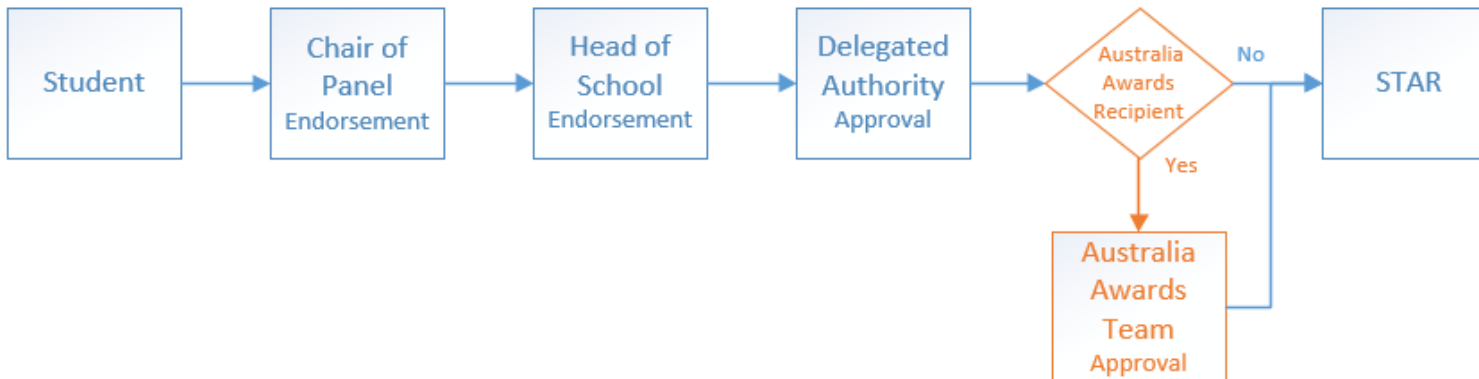 Student
Chair of
Panel
Endorsement
Head of
School
Endorsement
Delegated
Authority
Approval
Australia
Awards
Recipient
No
Yes
STAR
Australia
Awards
Team
Approval